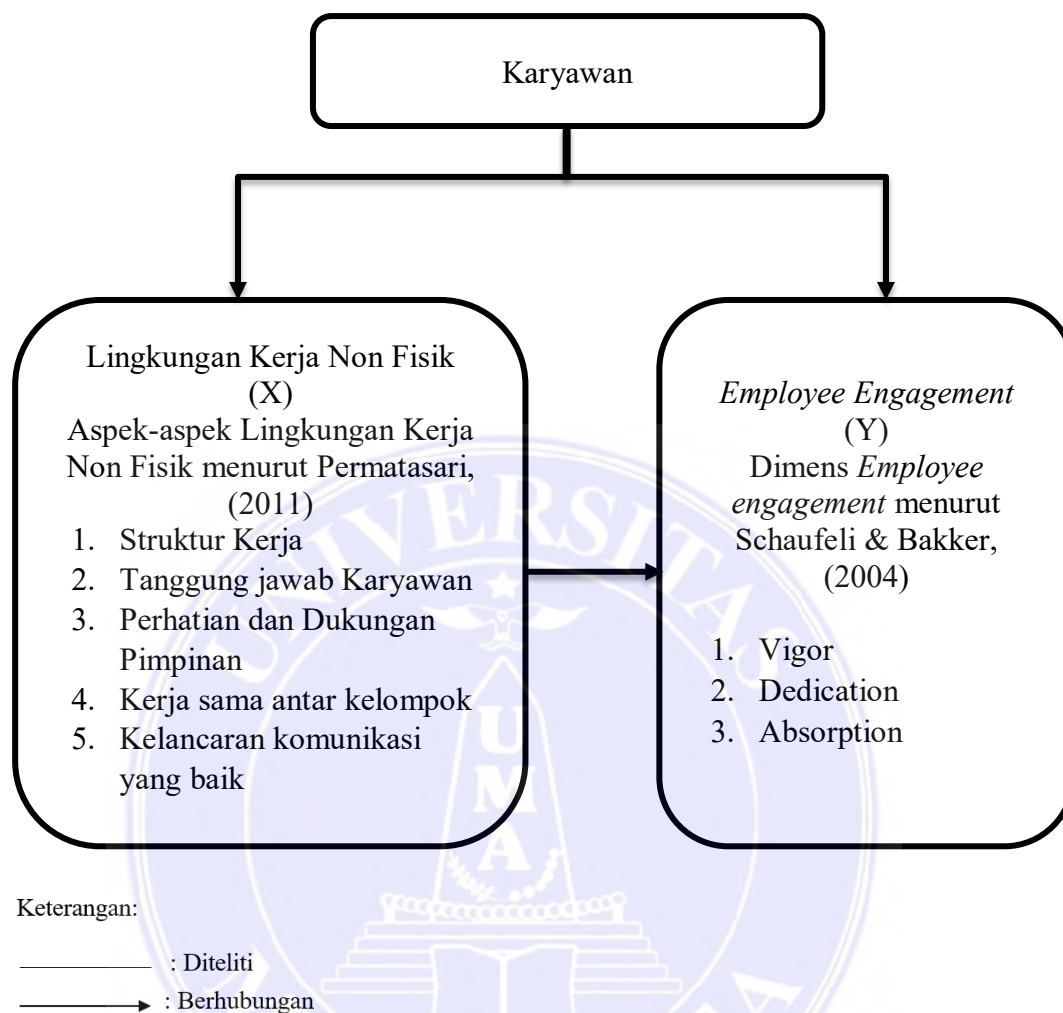 Karyawan
Lingkungan Kerja Non Fisik
(X)
Aspek-aspek Lingkungan Kerja
Non Fisik menurut Permatasari,
(2011)
1. Struktur Kerja
2. Tanggung jawab Karyawan
3. Perhatian dan Dukungan
Pimpinan
4. Kerja sama antar kelompok
5. Kelancaran komunikasi
yang baik
Employee Engagement
(Y)
Dimens Employee
engagement menurut
Schaufeli & Bakker,
(2004)
1. Vigor
2. Dedication
3. Absorption
Keterangan:
: Diteliti
: Berhubungan
UNIVERSITAS
UMA